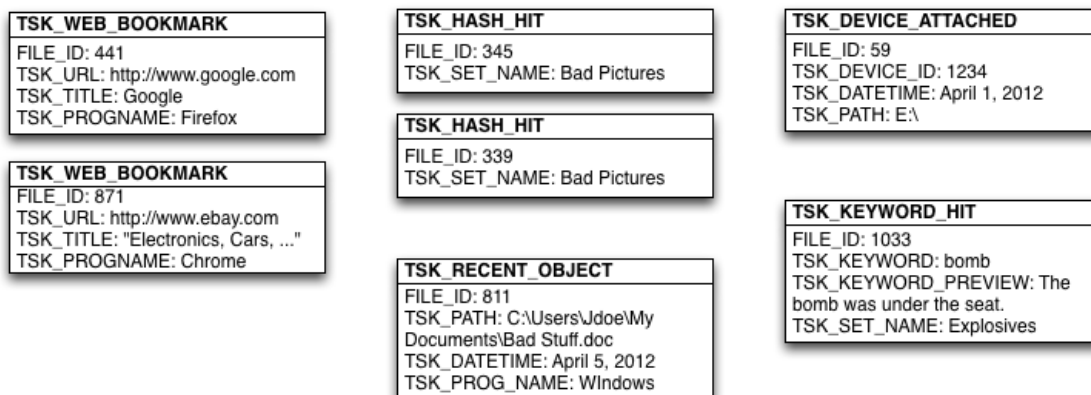 TSK_WEB_BOOKMARK
FILE_ID: 441
TSK_URL: http://www.google.com
TSK_TITLE: Google
TSK_PROGNAME: Firefox
TSK_WEB_BOOKMARK
FILE_ID: 871
TSK_URL: http://www.ebay.com
TSK_TITLE: "Electronics, Cars, ..."
TSK_PROGNAME: Chrome
TSK_HASH_HIT
FILE_ID: 345
TSK_SET_NAME: Bad Pictures
TSK_HASH_HIT
FILE_ID: 339
TSK_SET_NAME: Bad Pictures
TSK_RECENT_OBJECT
FILE_ID: 811
TSK_PATH: C:\Users\Jdoe\My
Documents\Bad Stuff.doc
TSK_DATETIME: April 5, 2012
TSK_PROG_NAME: WIndows
TSK_DEVICE_ATTACHED
FILE_ID: 59
TSK_DEVICE_ID: 1234
TSK_DATETIME: April 1, 2012
TSK_PATH: E:\
TSK_KEYWORD_HIT
FILE_ID: 1033
TSK_KEYWORD: bomb
TSK_KEYWORD_PREVIEW: The
bomb was under the seat.
TSK_SET_NAME: Explosives